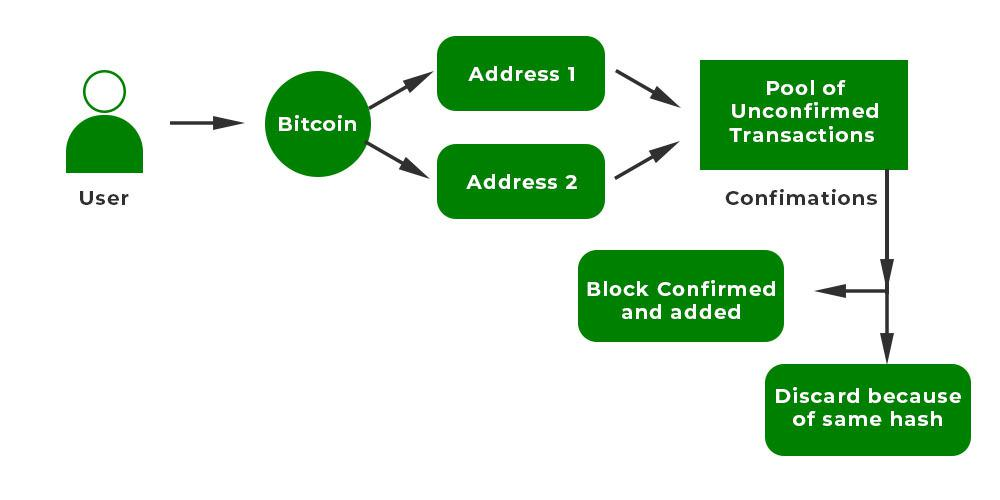 User
Bitcoin
Address 1
Address 2
Pool of
Unconfirmed
Transactions
Confimations
Block Confirmed
and added
Discard because
of same hash